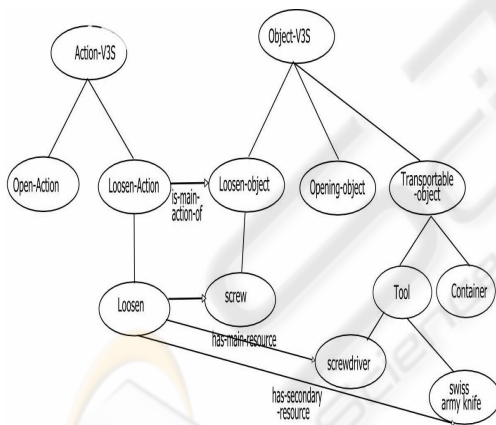 Action-V3S
Object-V3S
Open-Action
Loosen-Action
is-main-
action-of
Loosen-object
Opening-object
Transportable
-object
Loosen
screw
Tool
Container
has-main-resource
screwdriver
has-secondary
-resource
swiss
army knife